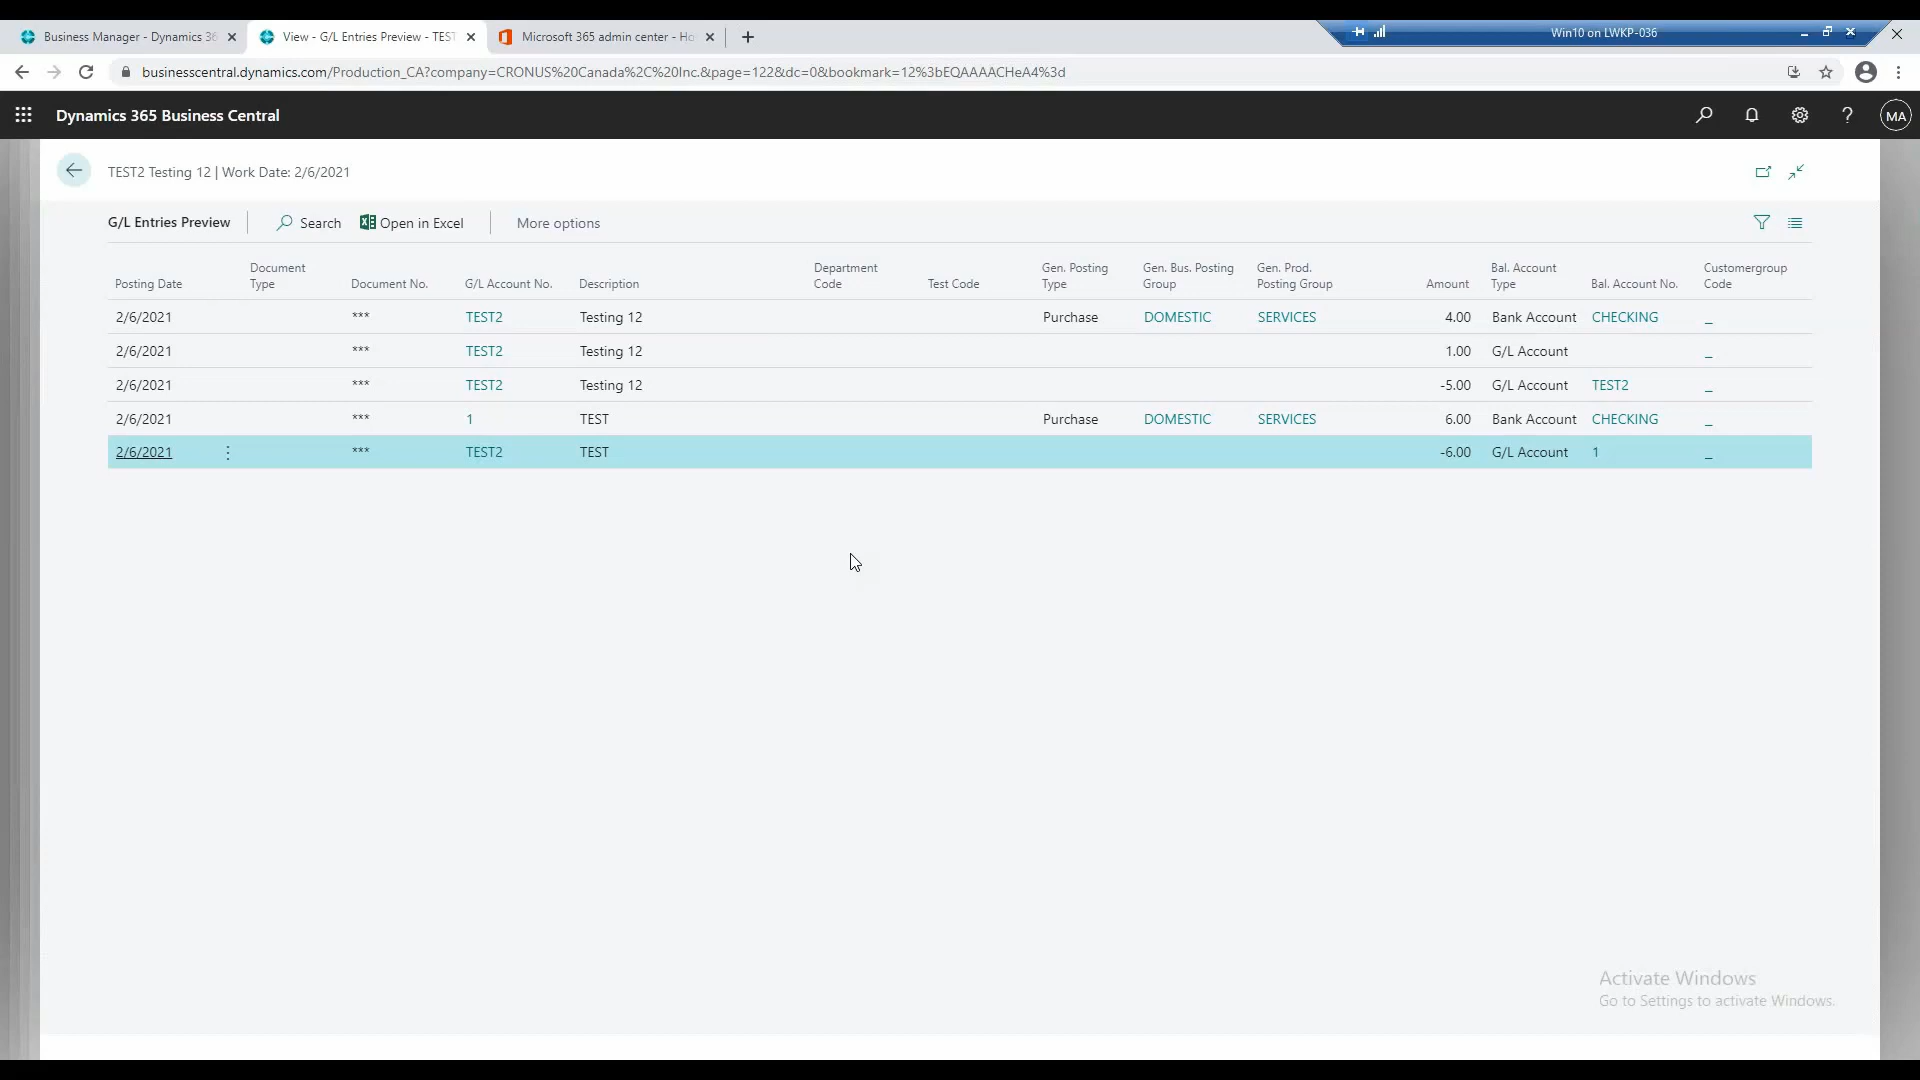 Business Manager - Dynamics 36
View - G/L Entries Preview - TEST
Microsoft 365 admin center - Ho
Win10 on LWKP-036
businesscentral.dynamics.com/Production_CA?company=CRONUS%20Canada%2C%20Inc.&page=122&dc=0&bookmark=12%3bEQAAAACHeA4%3d
Dynamics 365 Business Central
MA
TEST2 Testing 12 | Work Date: 2/6/2021
G/L Entries Preview Search Open in Excel More options
Posting Date Document Type Document No. G/L Account No. Description Department Code Test Code Gen. Posting Type Gen. Bus. Posting Group Gen. Prod. Posting Group Amount Bal. Account Type Bal. Account No. Customergroup Code
2/6/2021 *** TEST2 Testing 12 Purchase DOMESTIC SERVICES 4.00 Bank Account CHECKING _
2/6/2021 *** TEST2 Testing 12 1.00 G/L Account _
2/6/2021 *** TEST2 Testing 12 -5.00 G/L Account TEST2 _
2/6/2021 *** 1 TEST Purchase DOMESTIC SERVICES 6.00 Bank Account CHECKING _
2/6/2021 *** TEST2 TEST -6.00 G/L Account 1 _
Activate Windows
Go to Settings to activate Windows.